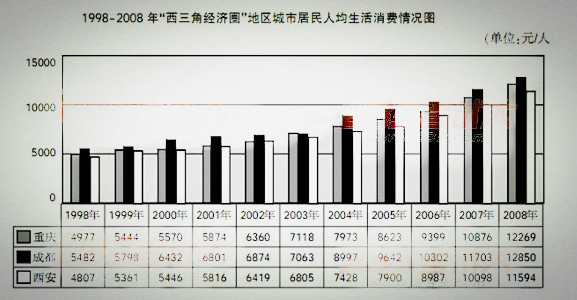 1998-2008 年“西三角经济圈”地区城市居民人均生活消费情况图
(单位:元/人
15000
10000
5000
0
1998年 1999年 2000年 2001年 2002年 2003年 2004年 2005年 2006年 2007年 2008年
重庆 4977 5444 5570 5874 6360 7118 7973 8623 9399 10876 12269
成都 5482 5798 6432 6801 6874 7063 8997 9642 10302 11703 12850
西安 4807 5361 5446 5816 6419 6805 7428 7900 8987 10098 11594